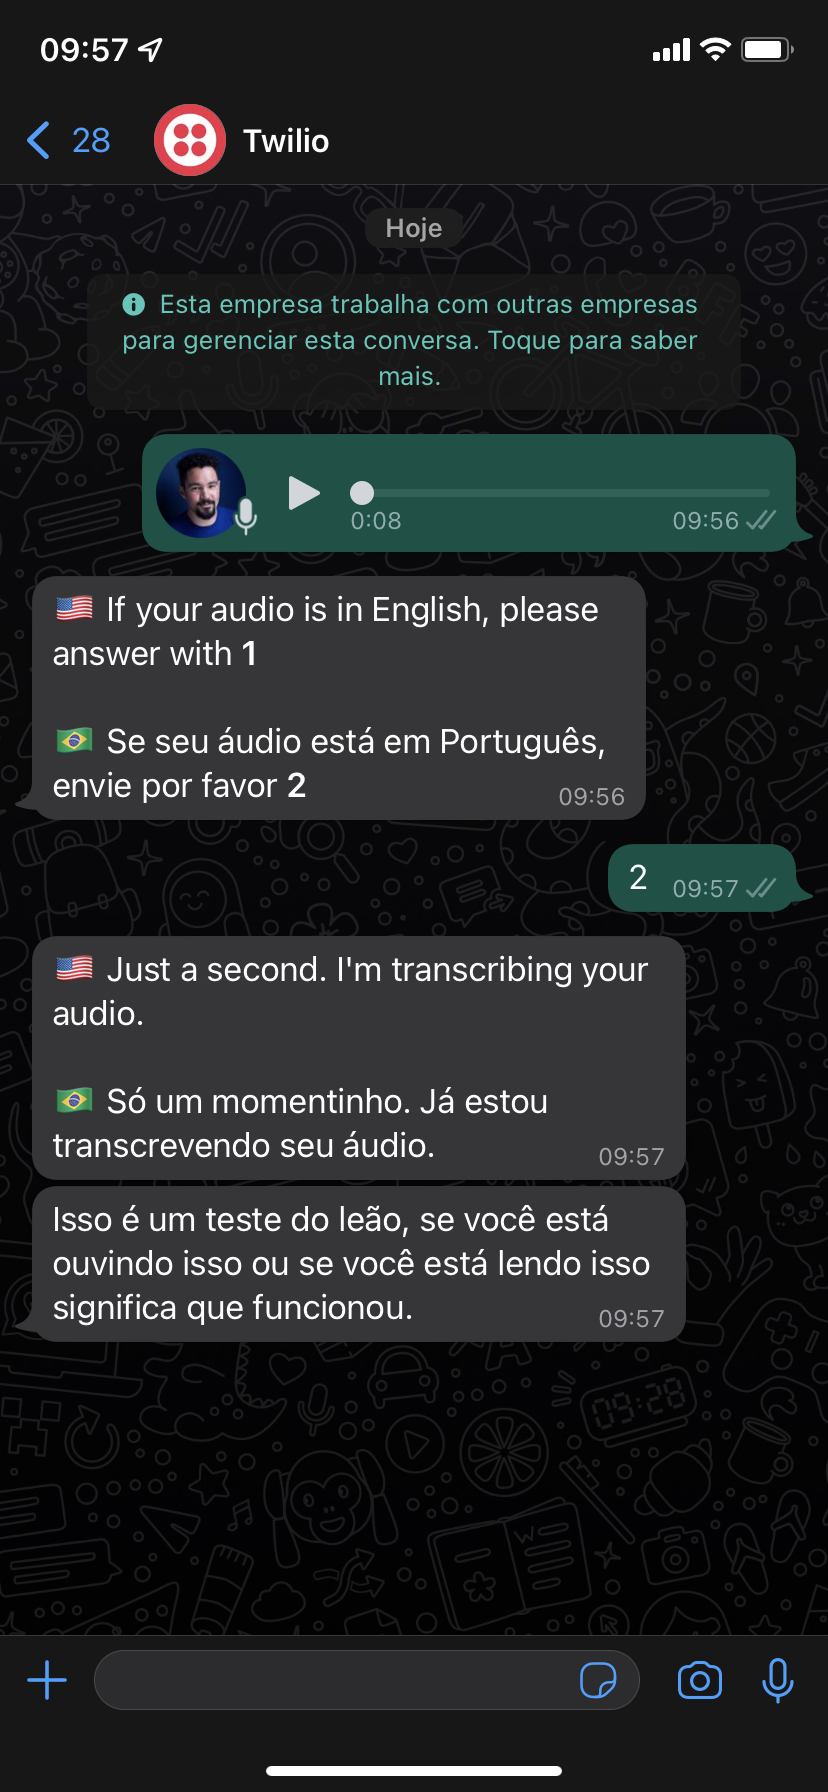 09:57
28
Twilio
Hoje
Esta empresa trabalha com outras empresas
para gerenciar esta conversa. Toque para saber
mais.
0:08
09:56
🇺🇸 If your audio is in English, please
answer with 1
🇧🇷 Se seu áudio está em Português,
envie por favor 2
09:56
2
09:57
🇺🇸 Just a second. I'm transcribing your
audio.
🇧🇷 Só um momentinho. Já estou
transcrevendo seu áudio.
09:57
Isso é um teste do leão, se você está
ouvindo isso ou se você está lendo isso
significa que funcionou.
09:57
09:28